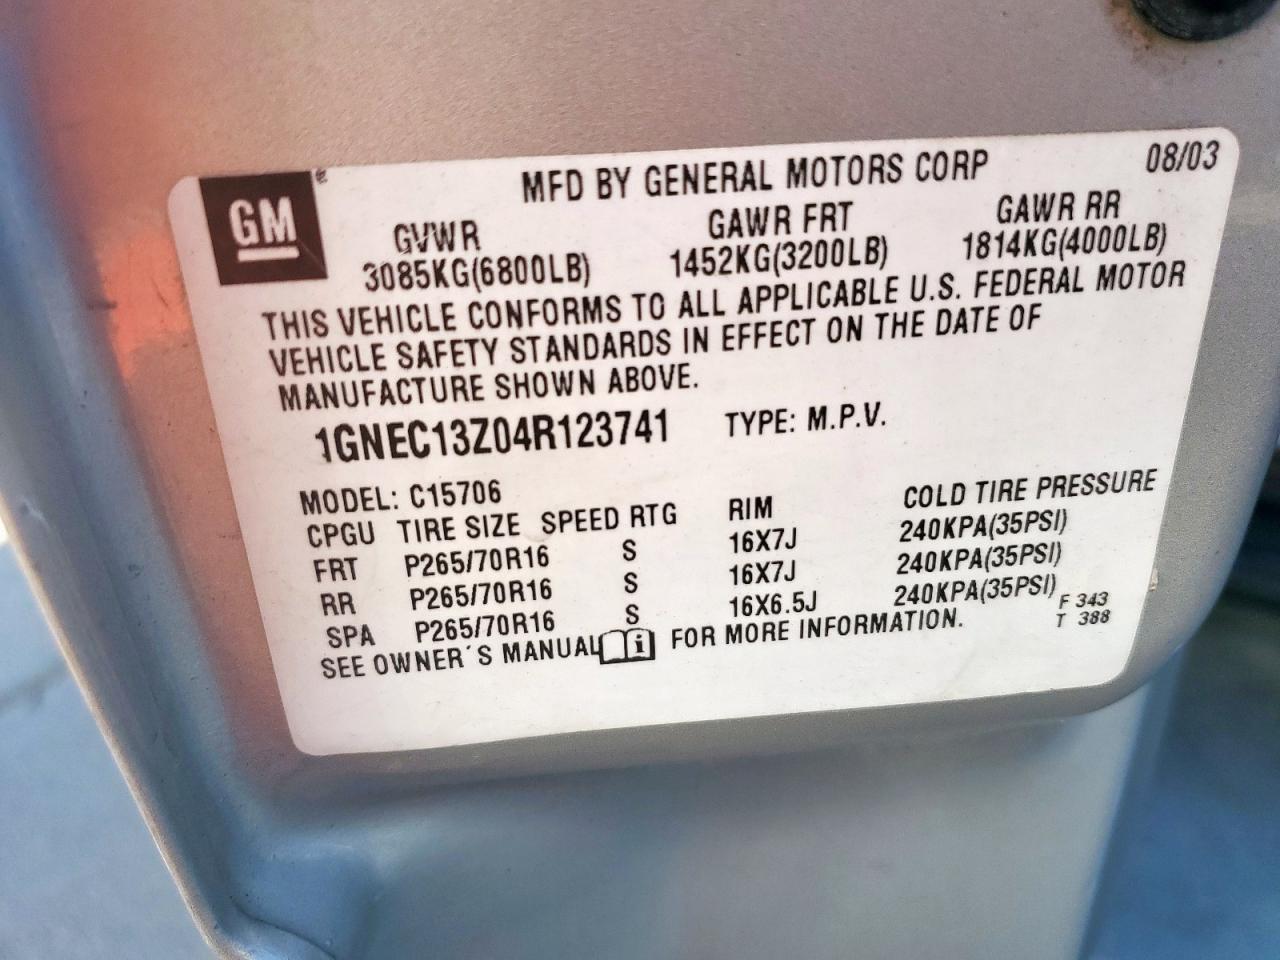 GM
MFD BY GENERAL MOTORS CORP 08/03
GVWR GAWR FRT GAWR RR
3085KG(6800LB) 1452KG(3200LB) 1814KG(4000LB)
THIS VEHICLE CONFORMS TO ALL APPLICABLE U.S. FEDERAL MOTOR
VEHICLE SAFETY STANDARDS IN EFFECT ON THE DATE OF
MANUFACTURE SHOWN ABOVE.
1GNEC13Z04R123741 TYPE: M.P.V.
MODEL: C15706
CPGU TIRE SIZE SPEED RTG RIM COLD TIRE PRESSURE
FRT P265/70R16 S 16X7J 240KPA(35PSI)
RR P265/70R16 S 16X7J 240KPA(35PSI)
SPA P265/70R16 S 16X6.5J 240KPA(35PSI)
SEE OWNER'S MANUAL i FOR MORE INFORMATION.
F 343
T 388